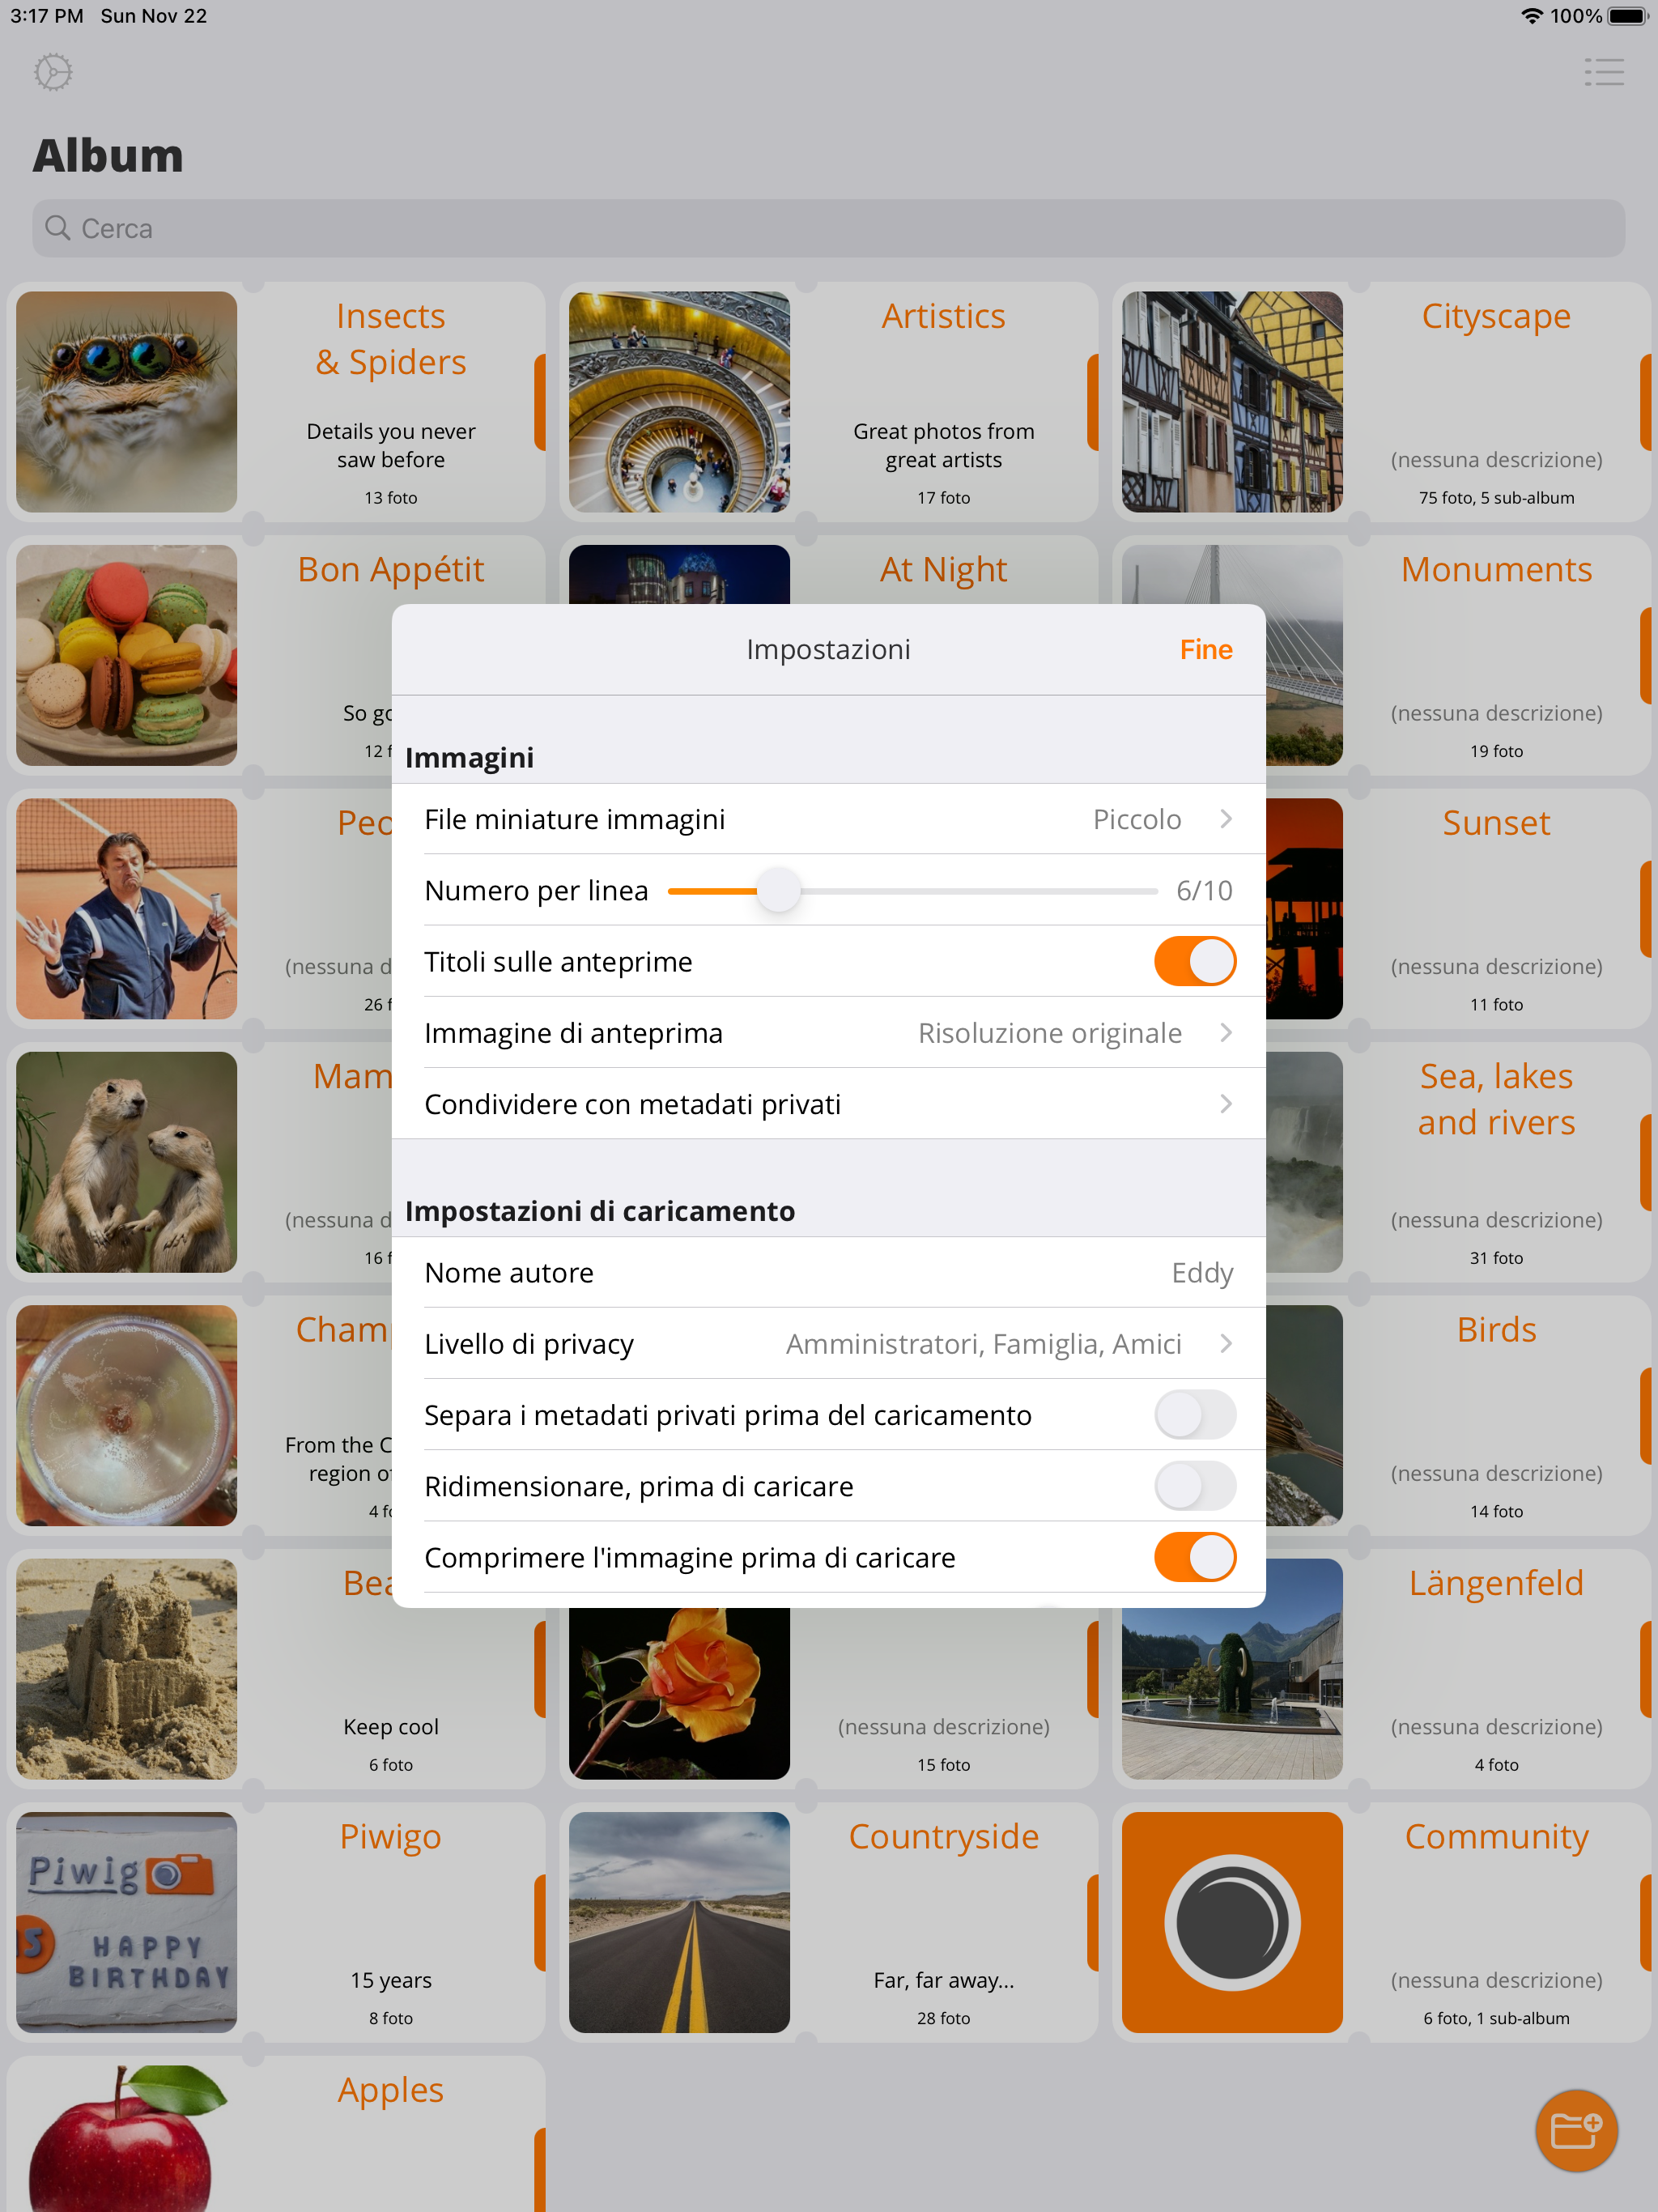 3:17 PM Sun Nov 22
100%
Album
Cerca
Insects
& Spiders
Details you never
saw before
13 foto
Artistics
Great photos from
great artists
17 foto
Cityscape
(nessuna descrizione)
75 foto, 5 sub-album
Bon Appétit
So
12
At Night
Monuments
(nessuna descrizione)
19 foto
(nessuna
26
Sunset
(nessuna descrizione)
11 foto
(nessuna
16
Sea, lakes
and rivers
(nessuna descrizione)
31 foto
From the
region
4
Birds
(nessuna descrizione)
14 foto
Impostazioni
Fine
Immagini
File miniature immagini Piccolo
Numero per linea 6/10
Titoli sulle anteprime
Immagine di anteprima Risoluzione originale
Condividere con metadati privati
Impostazioni di caricamento
Nome autore Eddy
Livello di privacy Amministratori, Famiglia, Amici
Separa i metadati privati prima del caricamento
Ridimensionare, prima di caricare
Comprimere l'immagine prima di caricare
Keep cool
6 foto
(nessuna descrizione)
15 foto
Längenfeld
(nessuna descrizione)
4 foto
Piwig
HAPPY
BIRTHDAY
Piwigo
15 years
8 foto
Countryside
Far, far away...
28 foto
Community
(nessuna descrizione)
6 foto, 1 sub-album
Apples